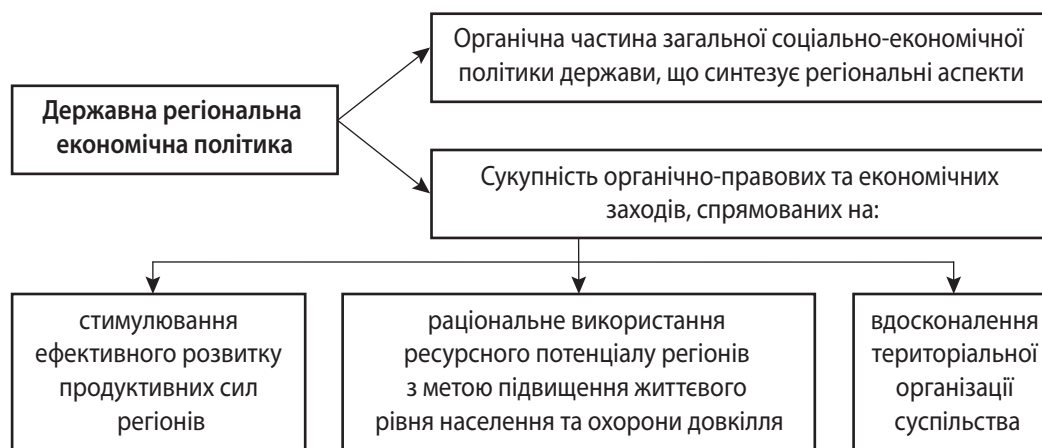 Органічна частина загальної соціально-економічної
політики держави, що синтезує регіональні аспекти
Державна регіональна
економічна політика
Сукупність органічно-правових та економічних
заходів, спрямованих на:
стимулювання
ефективного розвитку
продуктивних сил
регіонів
раціональне використання
ресурсного потенціалу регіонів
з метою підвищення життєвого
рівня населення та охорони довкілля
вдосконалення
територіальної
організації
суспільства